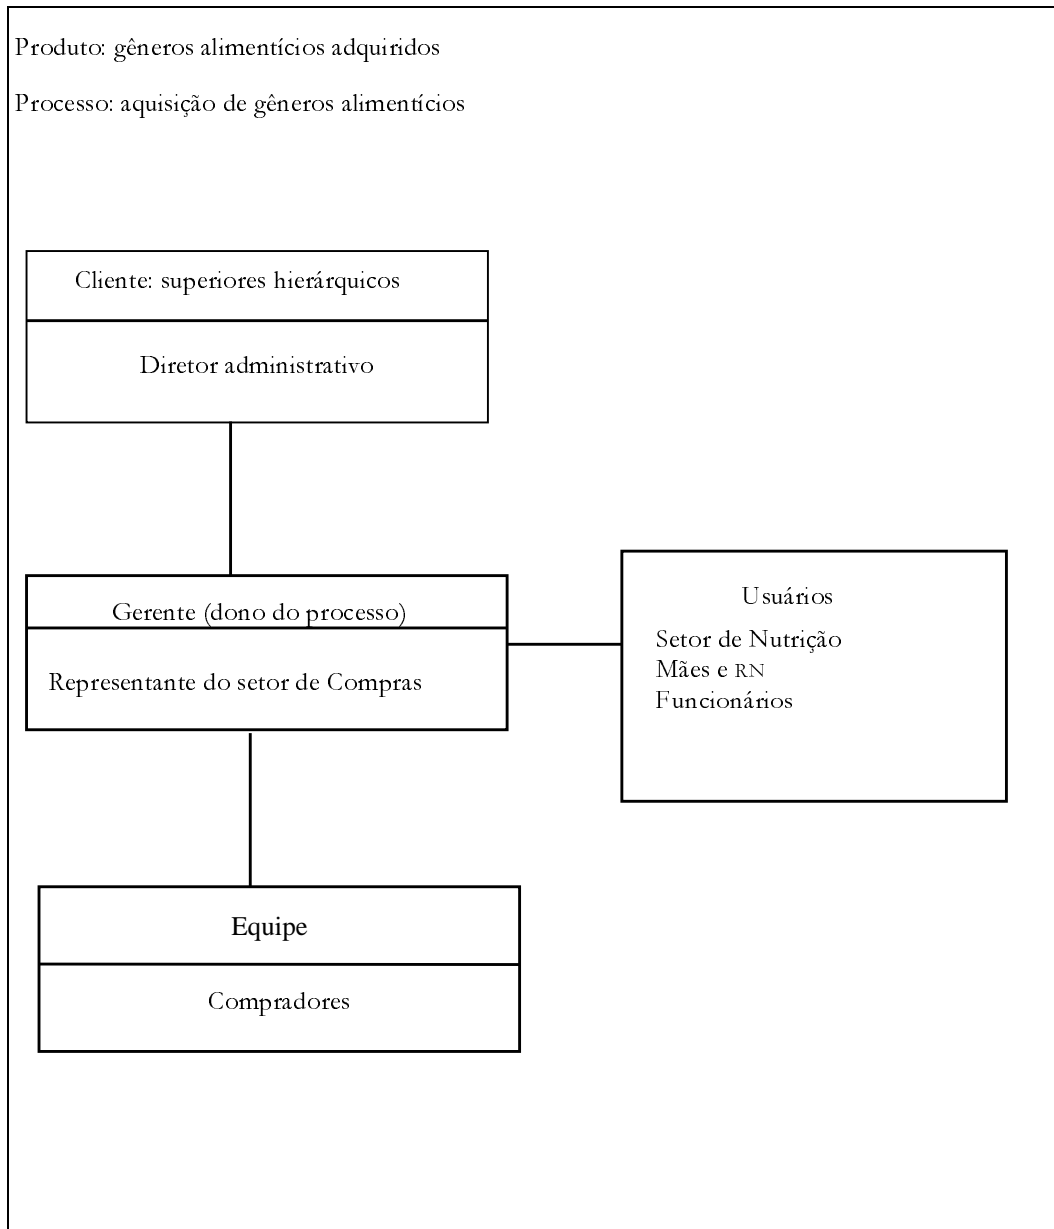 Produto: gêneros alimentícios adquiridos
Processo: aquisição de gêneros alimentícios
Cliente: superiores hierárquicos
Diretor administrativo
Gerente (dono do processo)
Representante do setor de Compras
Usuários
Setor de Nutrição
Mães e RN
Funcionários
Equipe
Compradores